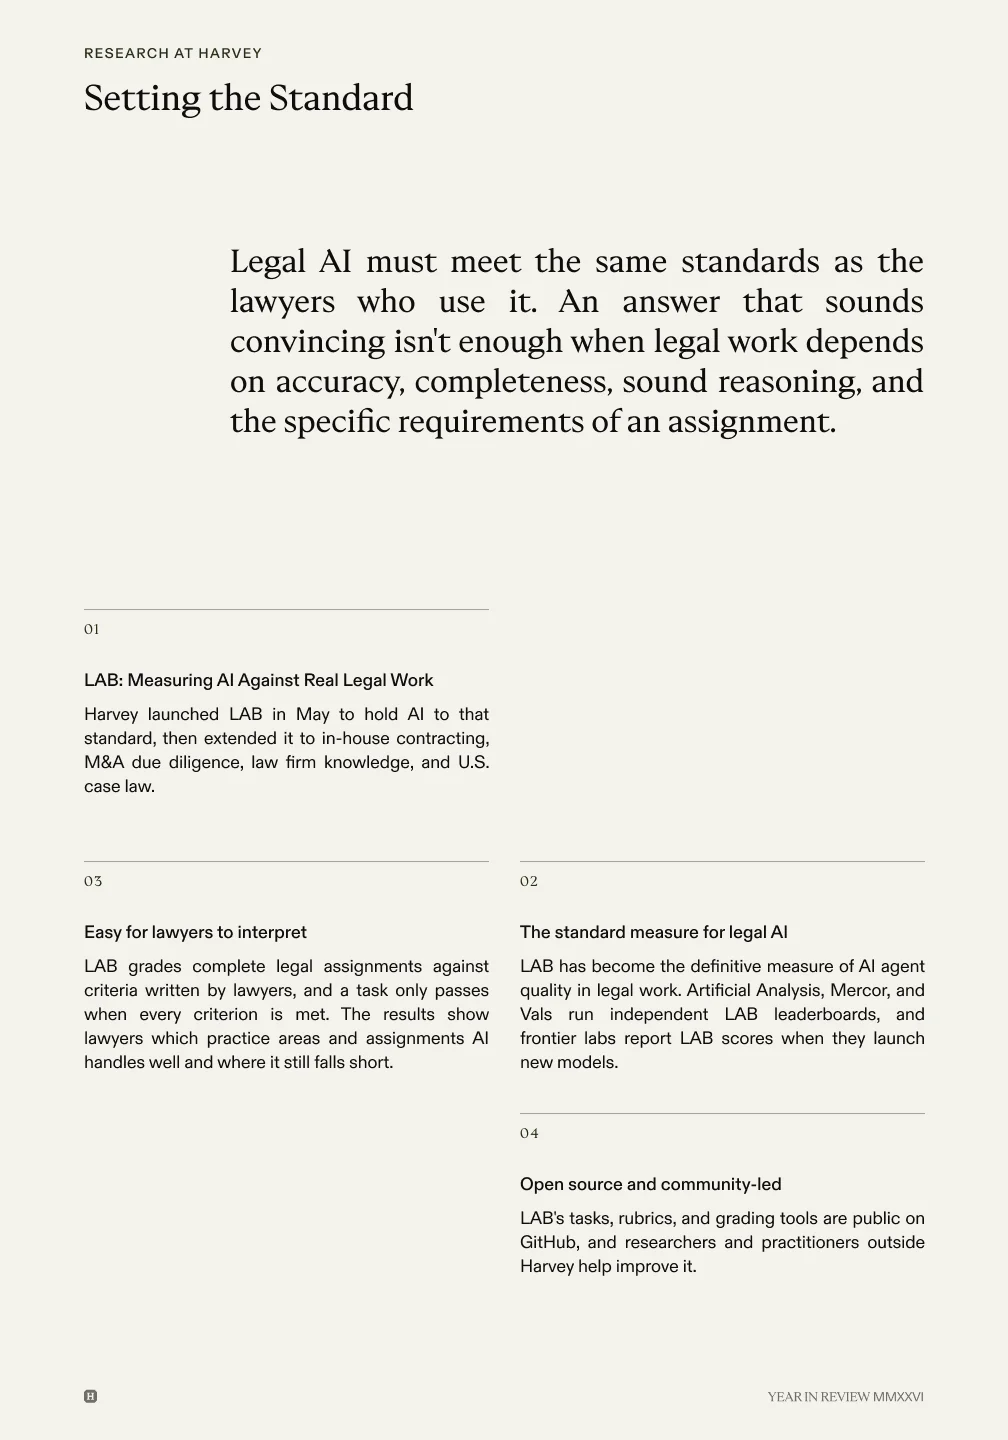 RESEARCH AT HARVEY
Setting the Standard
Legal AI must meet the same standards as the
lawyers who use it. An answer that sounds
convincing isn't enough when legal work depends
on accuracy, completeness, sound reasoning, and
the specific requirements of an assignment.
01
LAB: Measuring AI Against Real Legal Work
Harvey launched LAB in May to hold AI to that
standard, then extended it to in-house contracting,
M&A due diligence, law firm knowledge, and U.S.
case law.
02
The standard measure for legal AI
LAB has become the definitive measure of AI agent
quality in legal work. Artificial Analysis, Mercor, and
Vals run independent LAB leaderboards, and
frontier labs report LAB scores when they launch
new models.
03
Easy for lawyers to interpret
LAB grades complete legal assignments against
criteria written by lawyers, and a task only passes
when every criterion is met. The results show
lawyers which practice areas and assignments AI
handles well and where it still falls short.
04
Open source and community-led
LAB's tasks, rubrics, and grading tools are public on
GitHub, and researchers and practitioners outside
Harvey help improve it.
H
YEAR IN REVIEW MMXXVI